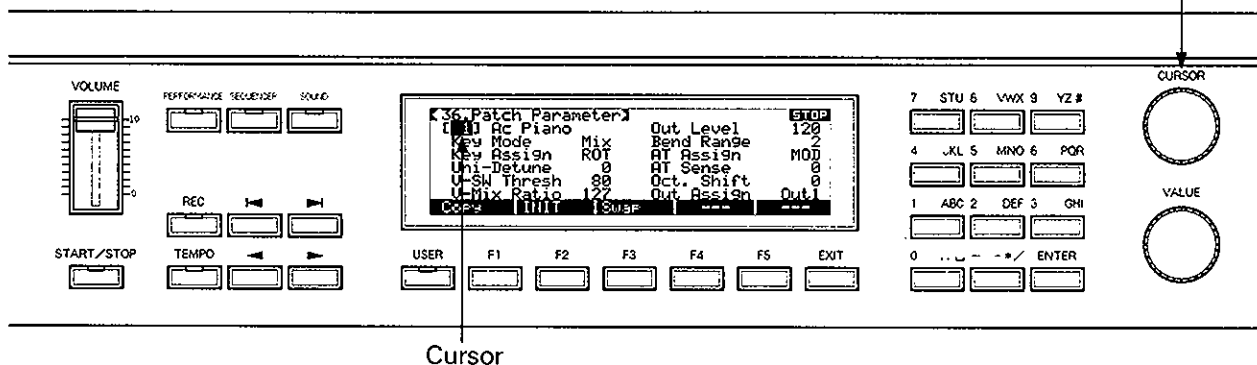 CURSOR
VOLUME
PERFORMANCE SEQUENCER SOUND
10
0
[36.Patch Parameter] STOP
[ 1] Ac Piano Out Level 120
Key Mode Mix Bend Range 2
Key Assign ROT AT Assign MOD
Uni-Detune 0 AT Sense 0
V-SW Thresh 80 Oct. Shift 0
V-Mix Ratio 127 Out Assign Out1
Copy INIT Swap --- ---
7 STU 8 VWX 9 YZ #
4 JKL 5 MNO 6 PQR
1 ABC 2 DEF 3 GHI
0 ENTER
VALUE
REC
START/STOP TEMPO
USER F1 F2 F3 F4 F5 EXIT
Cursor